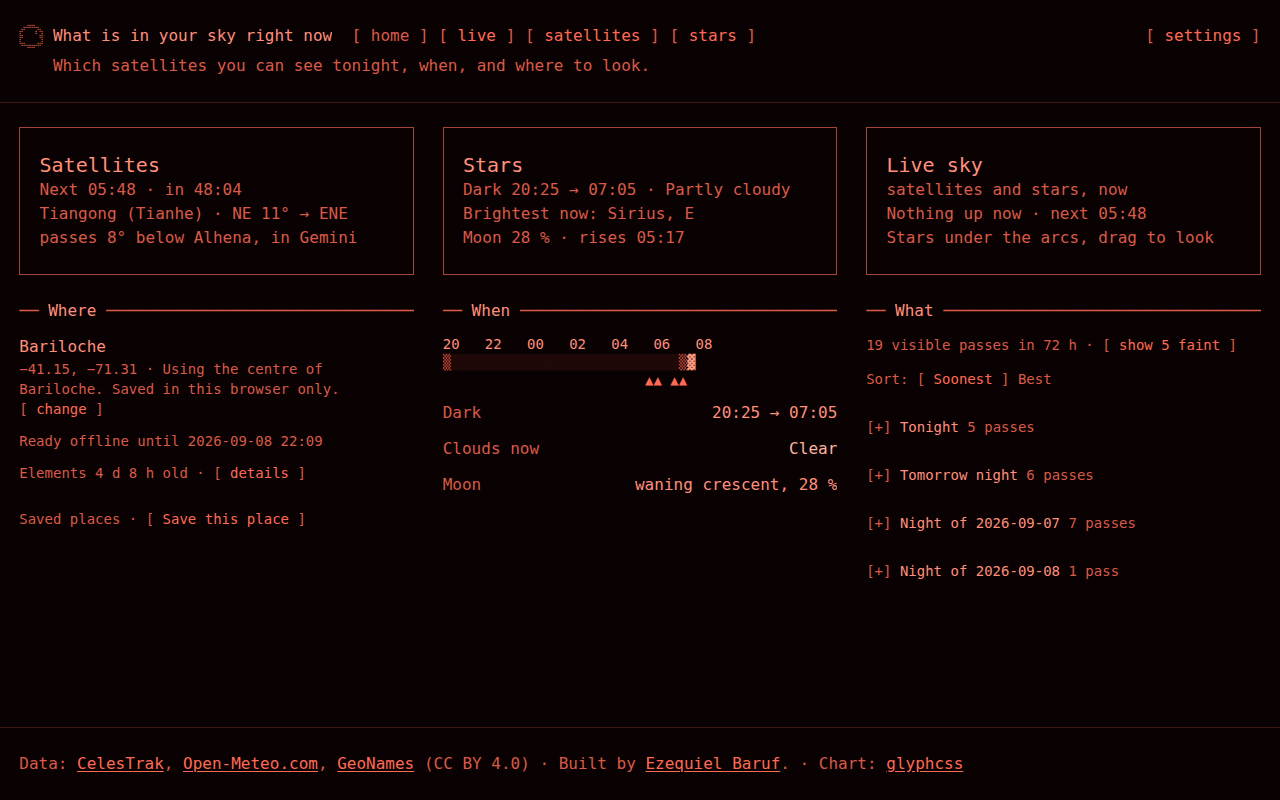 What is in your sky right now [ home ] [ live ] [ satellites ] [ stars ] [ settings ]
Which satellites you can see tonight, when, and where to look.
Satellites
Next 05:48 · in 48:04
Tiangong (Tianhe) · NE 11° → ENE
passes 8° below Alhena, in Gemini
Stars
Dark 20:25 → 07:05 · Partly cloudy
Brightest now: Sirius, E
Moon 28 % · rises 05:17
Live sky
satellites and stars, now
Nothing up now · next 05:48
Stars under the arcs, drag to look
Where
Bariloche
−41.15, −71.31 · Using the centre of
Bariloche. Saved in this browser only.
[ change ]
Ready offline until 2026-09-08 22:09
Elements 4 d 8 h old · [ details ]
Saved places · [ Save this place ]
When
20 22 00 02 04 06 08
▲▲ ▲▲
Dark 20:25 → 07:05
Clouds now Clear
Moon waning crescent, 28 %
What
19 visible passes in 72 h · [ show 5 faint ]
Sort: [ Soonest ] Best
[+] Tonight 5 passes
[+] Tomorrow night 6 passes
[+] Night of 2026-09-07 7 passes
[+] Night of 2026-09-08 1 pass
Data: CelesTrak, Open-Meteo.com, GeoNames (CC BY 4.0) · Built by Ezequiel Baruf. · Chart: glyphcss